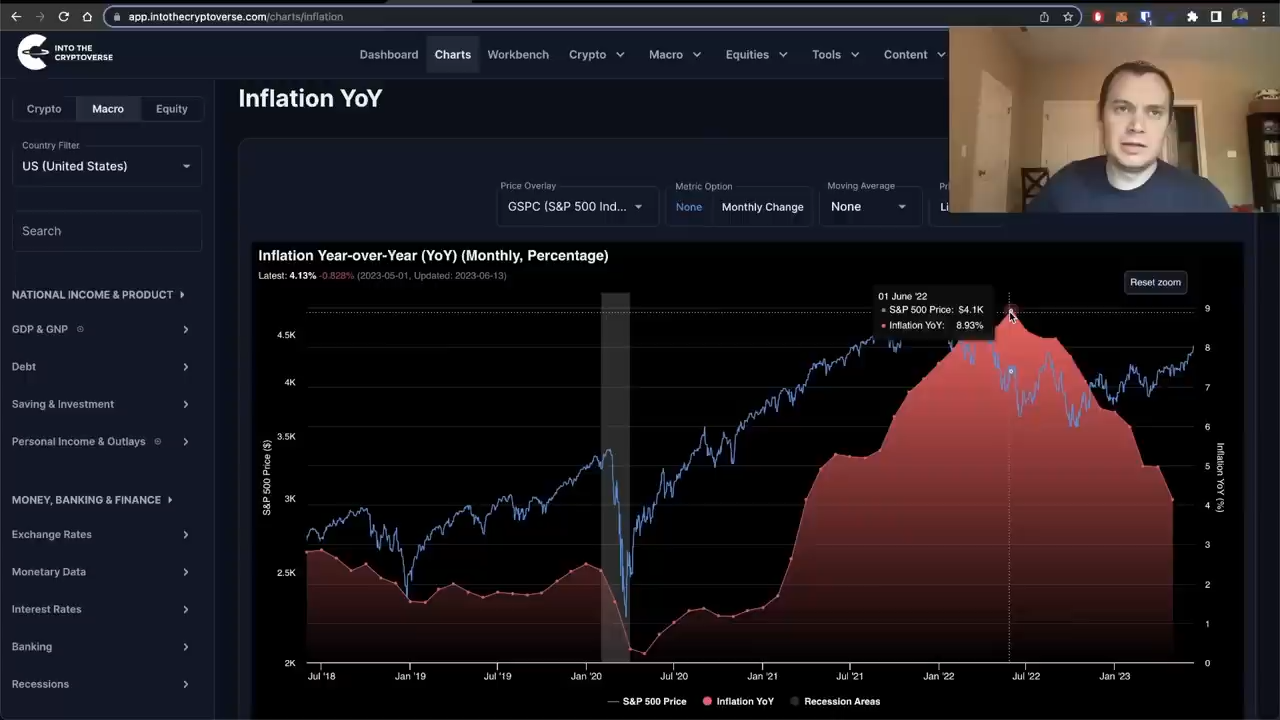 app.intothecryptoverse.com/charts/inflation
INTO THE
CRYPTOVERSE
Dashboard
Charts
Workbench
Crypto
Macro
Equities
Tools
Content
Crypto
Macro
Equity
Country Filter
US (United States)
Search
NATIONAL INCOME & PRODUCT
GDP & GNP
Debt
Saving & Investment
Personal Income & Outlays
MONEY, BANKING & FINANCE
Exchange Rates
Monetary Data
Interest Rates
Banking
Recessions
Inflation YoY
Price Overlay
GSPC (S&P 500 Ind...
Metric Option
None
Monthly Change
Moving Average
None
Inflation Year-over-Year (YoY) (Monthly, Percentage)
Latest: 4.13% -0.828% (2023-05-01, Updated: 2023-06-13)
Reset zoom
01 June '22
S&P 500 Price: $4.1K
Inflation YoY: 8.93%
S&P 500 Price ($)
4.5K
4K
3.5K
3K
2.5K
2K
Inflation YoY (%)
9
8
7
6
5
4
3
2
1
0
Jul '18
Jan '19
Jul '19
Jan '20
Jul '20
Jan '21
Jul '21
Jan '22
Jul '22
Jan '23
S&P 500 Price
Inflation YoY
Recession Areas